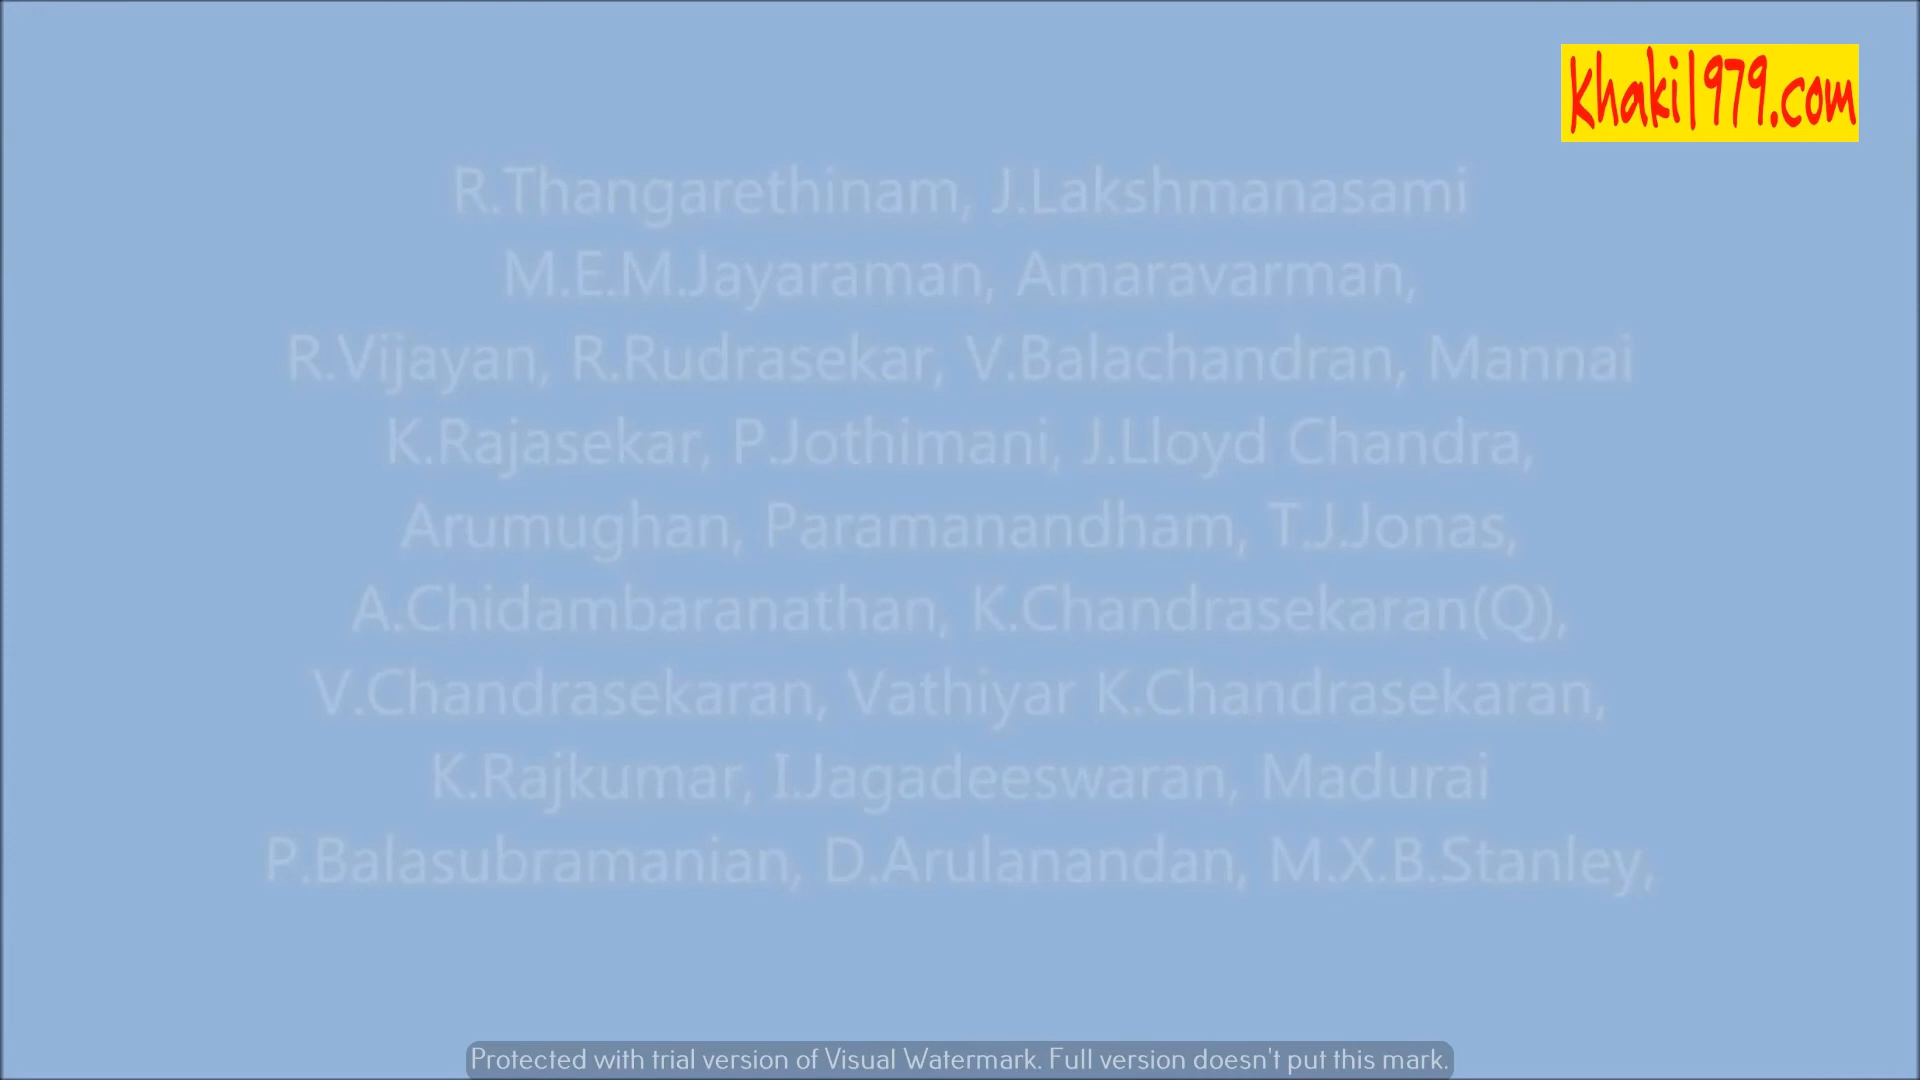 Khaki1979.com
R.Thangarethinam, J.Lakshmanasami
M.E.M.Jayaraman, Amaravarman,
R.Vijayan, R.Rudrasekar, V.Balachandran, Mannai
K.Rajasekar, P.Jothimani, J.Lloyd Chandra,
Arumughan, Paramanandham, T.J.Jonas,
A.Chidambaranathan, K.Chandrasekaran(Q),
V.Chandrasekaran, Vathiyar K.Chandrasekaran,
K.Rajkumar, I.Jagadeeswaran, Madurai
P.Balasubramanian, D.Arulanandan, M.X.B.Stanley,
Protected with trial version of Visual Watermark. Full version doesn't put this mark.